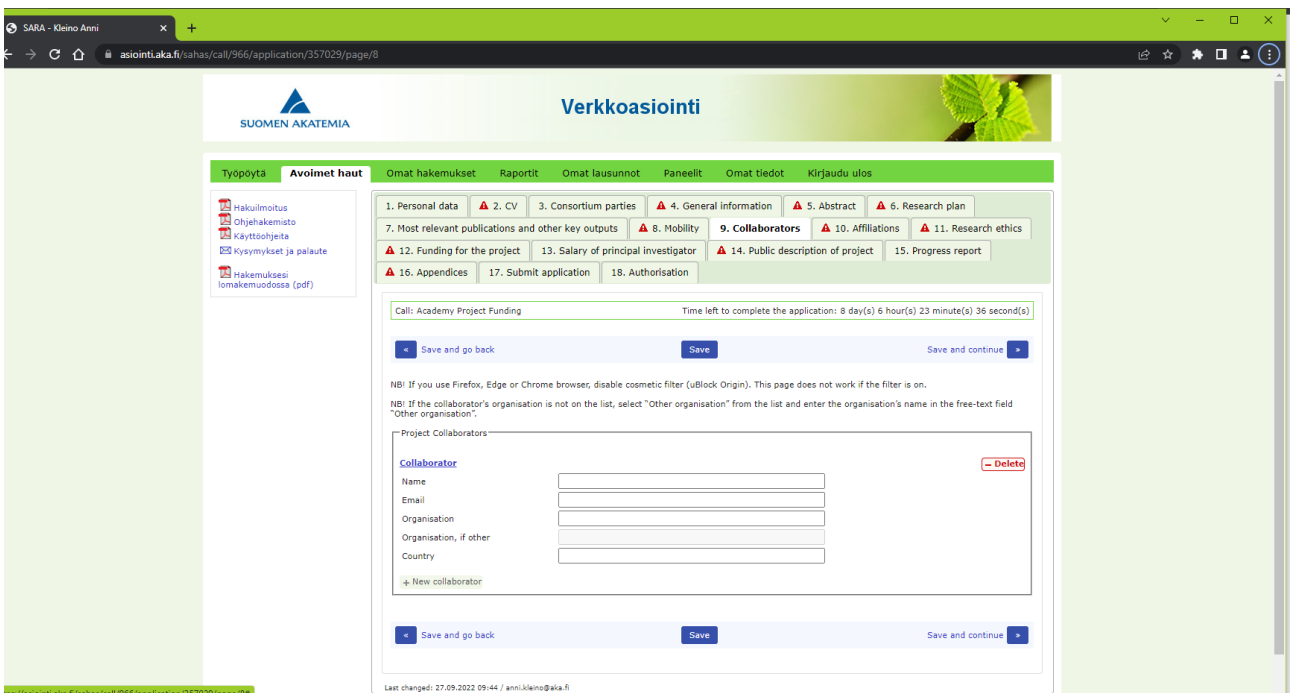 SARA - Kleino Anni
asiointi.aka.fi/sahas/call/966/application/357029/page/8
SUOMEN AKATEMIA
Verkkoasiointi
Työpöytä Avoimet haut Omat hakemukset Raportit Omat lausunnot Paneelit Omat tiedot Kirjaudu ulos
Hakuilmoitus
Ohjehakemisto
Käyttöohjeita
Kysymykset ja palaute
Hakemuksesi
lomakemuodossa (pdf)
1. Personal data 2. CV 3. Consortium parties 4. General information 5. Abstract 6. Research plan
7. Most relevant publications and other key outputs 8. Mobility 9. Collaborators 10. Affiliations 11. Research ethics
12. Funding for the project 13. Salary of principal investigator 14. Public description of project 15. Progress report
16. Appendices 17. Submit application 18. Authorisation
Call: Academy Project Funding Time left to complete the application: 8 day(s) 6 hour(s) 23 minute(s) 36 second(s)
« Save and go back Save Save and continue »
NB! If you use Firefox, Edge or Chrome browser, disable cosmetic filter (uBlock Origin). This page does not work if the filter is on.
NB! If the collaborator's organisation is not on the list, select "Other organisation" from the list and enter the organisation's name in the free-text field
"Other organisation".
Project Collaborators
Collaborator – Delete
Name
Email
Organisation
Organisation, if other
Country
+ New collaborator
« Save and go back Save Save and continue »
Last changed: 27.09.2022 09:44 / anni.kleino@aka.fi